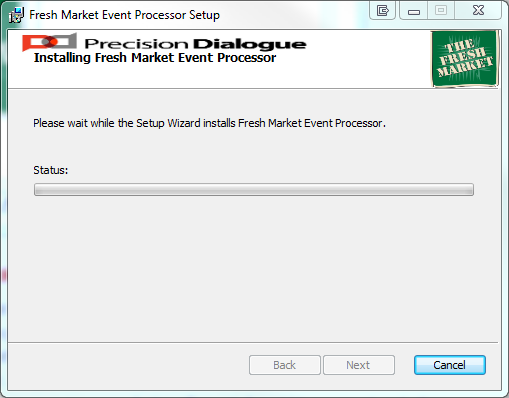 Fresh Market Event Processor Setup
Precision Dialogue
Installing Fresh Market Event Processor
THE
FRESH
MARKET
Please wait while the Setup Wizard installs Fresh Market Event Processor.
Status:
Back
Next
Cancel